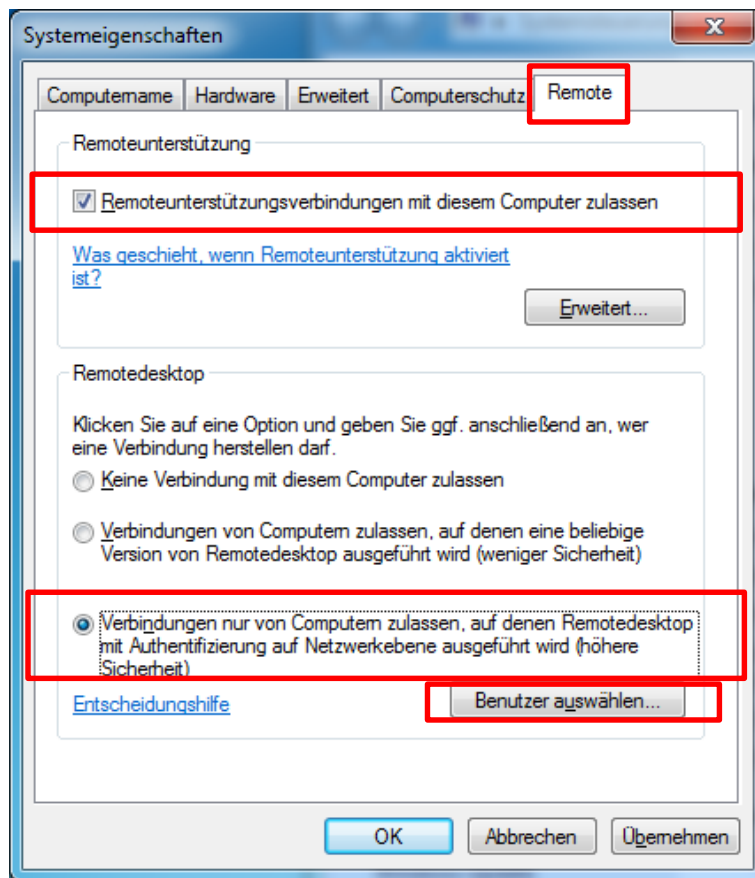 Systemeigenschaften
Computername Hardware Erweitert Computerschutz Remote
Remoteunterstützung
Remoteunterstützungsverbindungen mit diesem Computer zulassen
Was geschieht, wenn Remoteunterstützung aktiviert
ist?
Erweitert...
Remotedesktop
Klicken Sie auf eine Option und geben Sie ggf. anschließend an, wer
eine Verbindung herstellen darf.
Keine Verbindung mit diesem Computer zulassen
Verbindungen von Computern zulassen, auf denen eine beliebige
Version von Remotedesktop ausgeführt wird (weniger Sicherheit)
Verbindungen nur von Computern zulassen, auf denen Remotedesktop
mit Authentifizierung auf Netzwerkebene ausgeführt wird (höhere
Sicherheit)
Entscheidungshilfe Benutzer auswählen...
OK Abbrechen Übernehmen